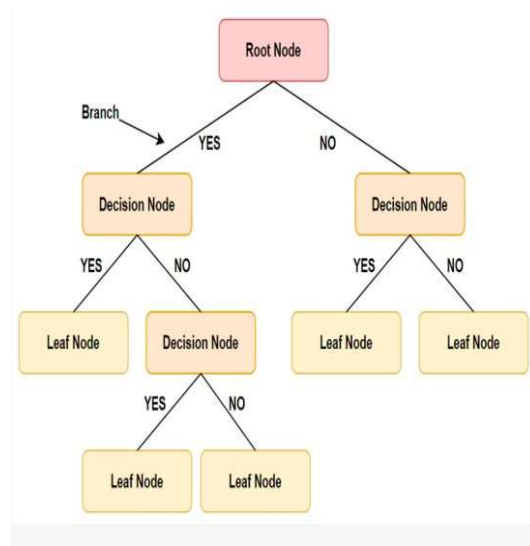 Root Node
Branch
YES NO
Decision Node Decision Node
YES NO YES NO
Leaf Node Decision Node Leaf Node Leaf Node
YES NO
Leaf Node Leaf Node